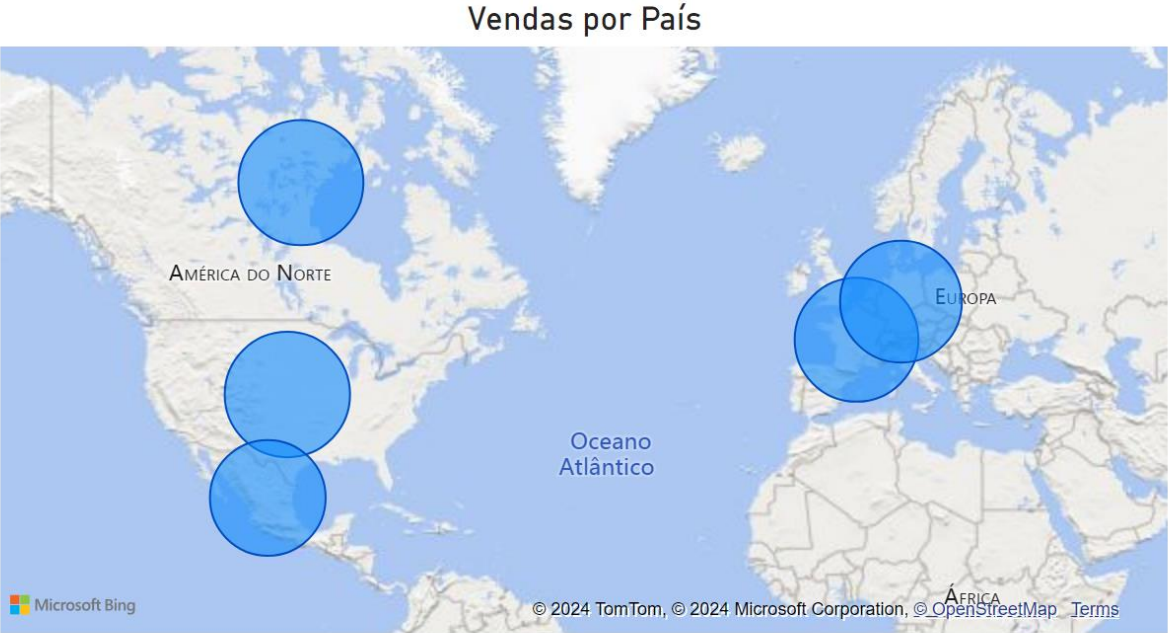 Vendas por País
América do Norte
Europa
Oceano
Atlântico
África
Microsoft Bing
© 2024 TomTom, © 2024 Microsoft Corporation, © OpenStreetMap Terms